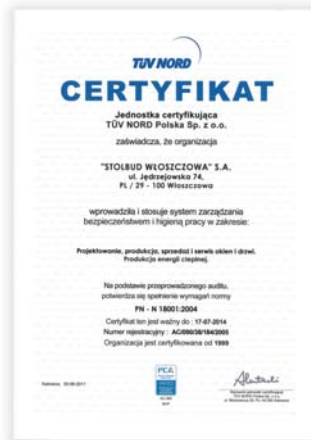 TÜV NORD
CERTYFIKAT
Jednostka certyfikująca
TÜV NORD Polska Sp. z o.o.
zaświadcza, że organizacja
"STOLBUD WŁOSZCZOWA" S.A.
ul. Jędrzejowska 74,
PL / 29 - 100 Włoszczowa
wprowadziła i stosuje system zarządzania
bezpieczeństwem i higieną pracy w zakresie:
Projektowanie, produkcja, sprzedaż i serwis okien i drzwi.
Produkcja energii cieplnej.
Na podstawie przeprowadzonego auditu,
potwierdza się spełnienie wymagań normy
PN - N 18001:2004
Certyfikat ten jest ważny do : 17-07-2014
Numer rejestracyjny : AC/090/38/184/2005
Organizacja jest certyfikowana od 1999
PCA